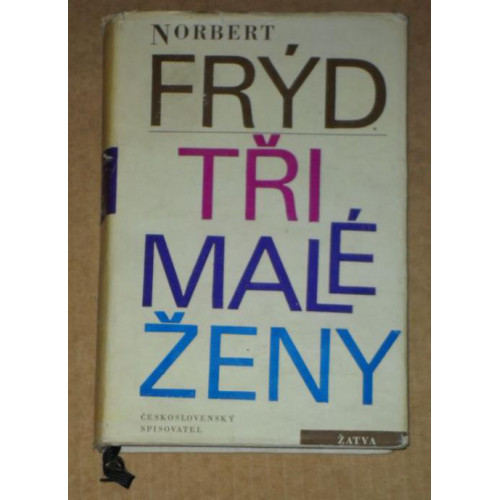 NORBERT
FRÝD
TŘI
MALÉ
ŽENY
ČESKOSLOVENSKÝ
SPISOVATEL
ŽATVA